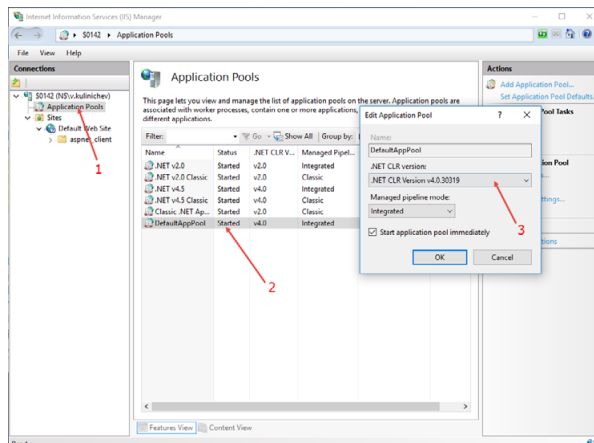 Internet Information Services (IIS) Manager
S0142 ▸ Application Pools
File View Help
Connections
S0142 (NS\v.kulinichev)
Application Pools
Sites
Default Web Site
aspnet_client
1
Application Pools
This page lets you view and manage the list of application pools on the server. Application pools are
associated with worker processes, contain one or more applications,
different applications.
Filter: Go Show All Group by:
Name Status .NET CLR V... Managed Pipel...
.NET v2.0 Started v2.0 Integrated
.NET v2.0 Classic Started v2.0 Classic
.NET v4.5 Started v4.0 Integrated
.NET v4.5 Classic Started v4.0 Classic
Classic .NET Ap... Started v2.0 Classic
DefaultAppPool Started v4.0 Integrated
2
Features View Content View
Edit Application Pool ? X
Name:
DefaultAppPool
.NET CLR version:
.NET CLR Version v4.0.30319
Managed pipeline mode:
Integrated
Start application pool immediately
3
OK Cancel
Actions
Add Application Pool...
Set Application Pool Defaults.
Pool Tasks
ion Pool
ttings...
tions